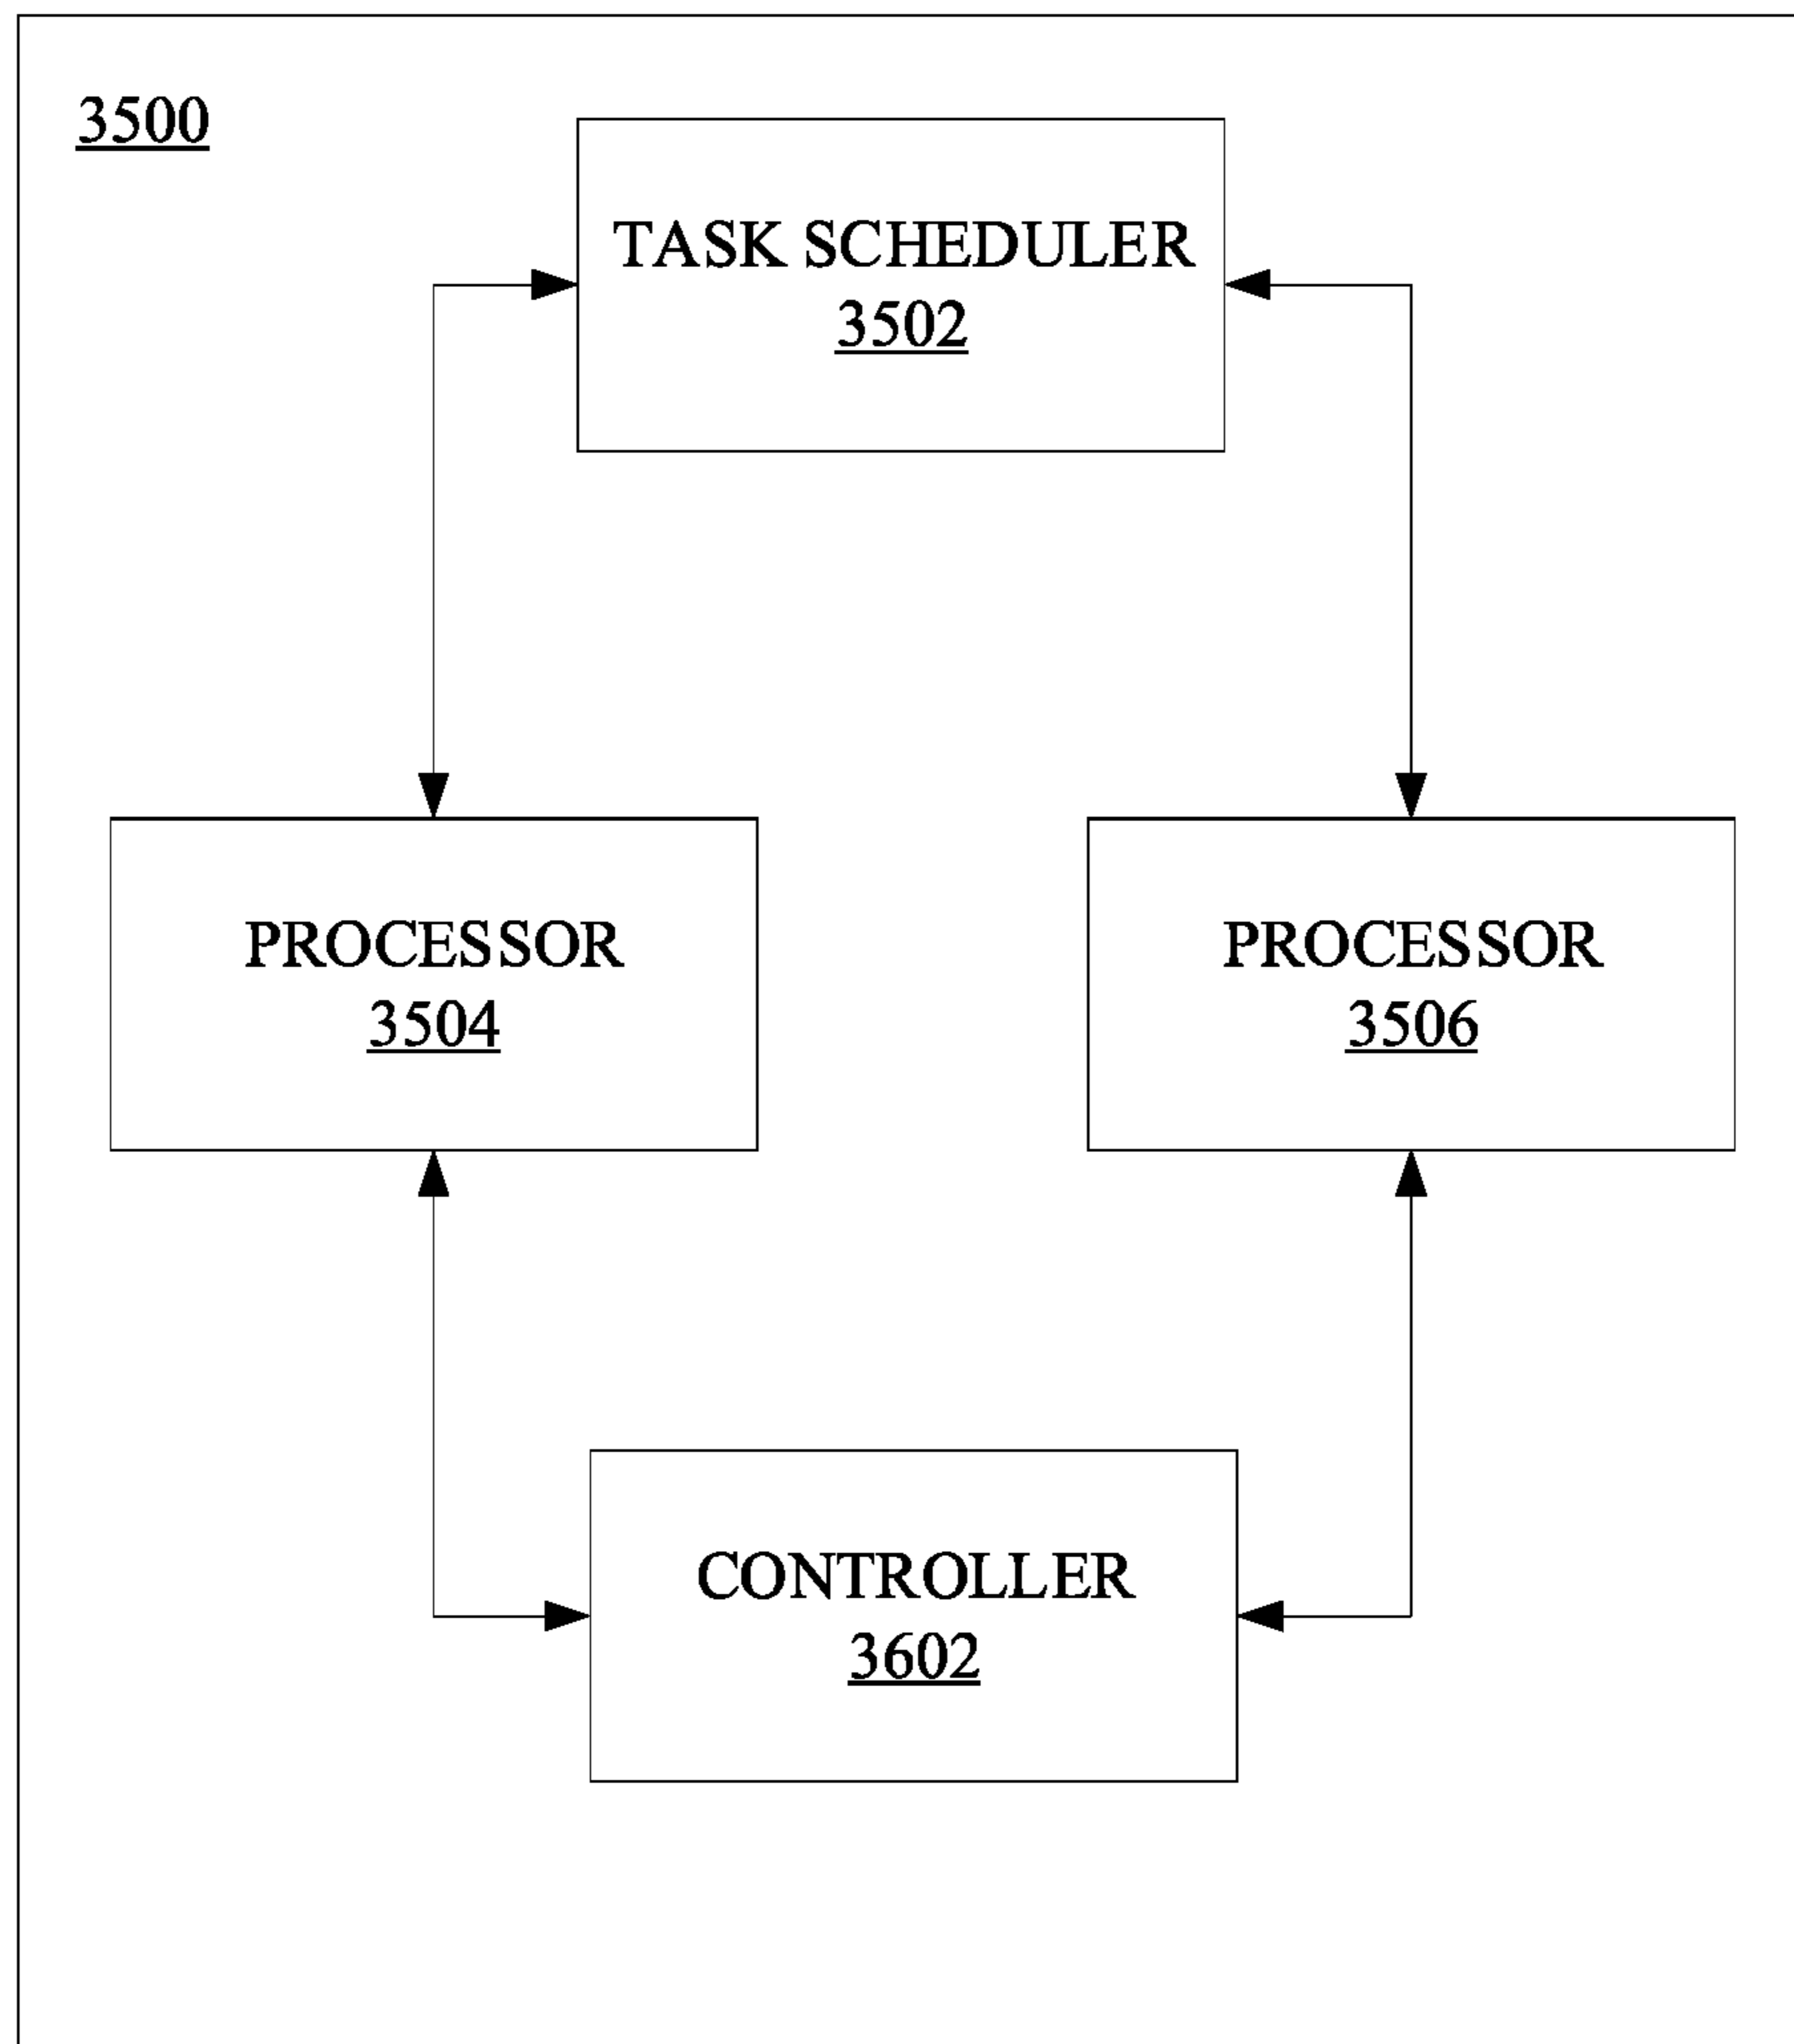 3500
TASK SCHEDULER
3502
PROCESSOR
3504
PROCESSOR
3506
CONTROLLER
3602